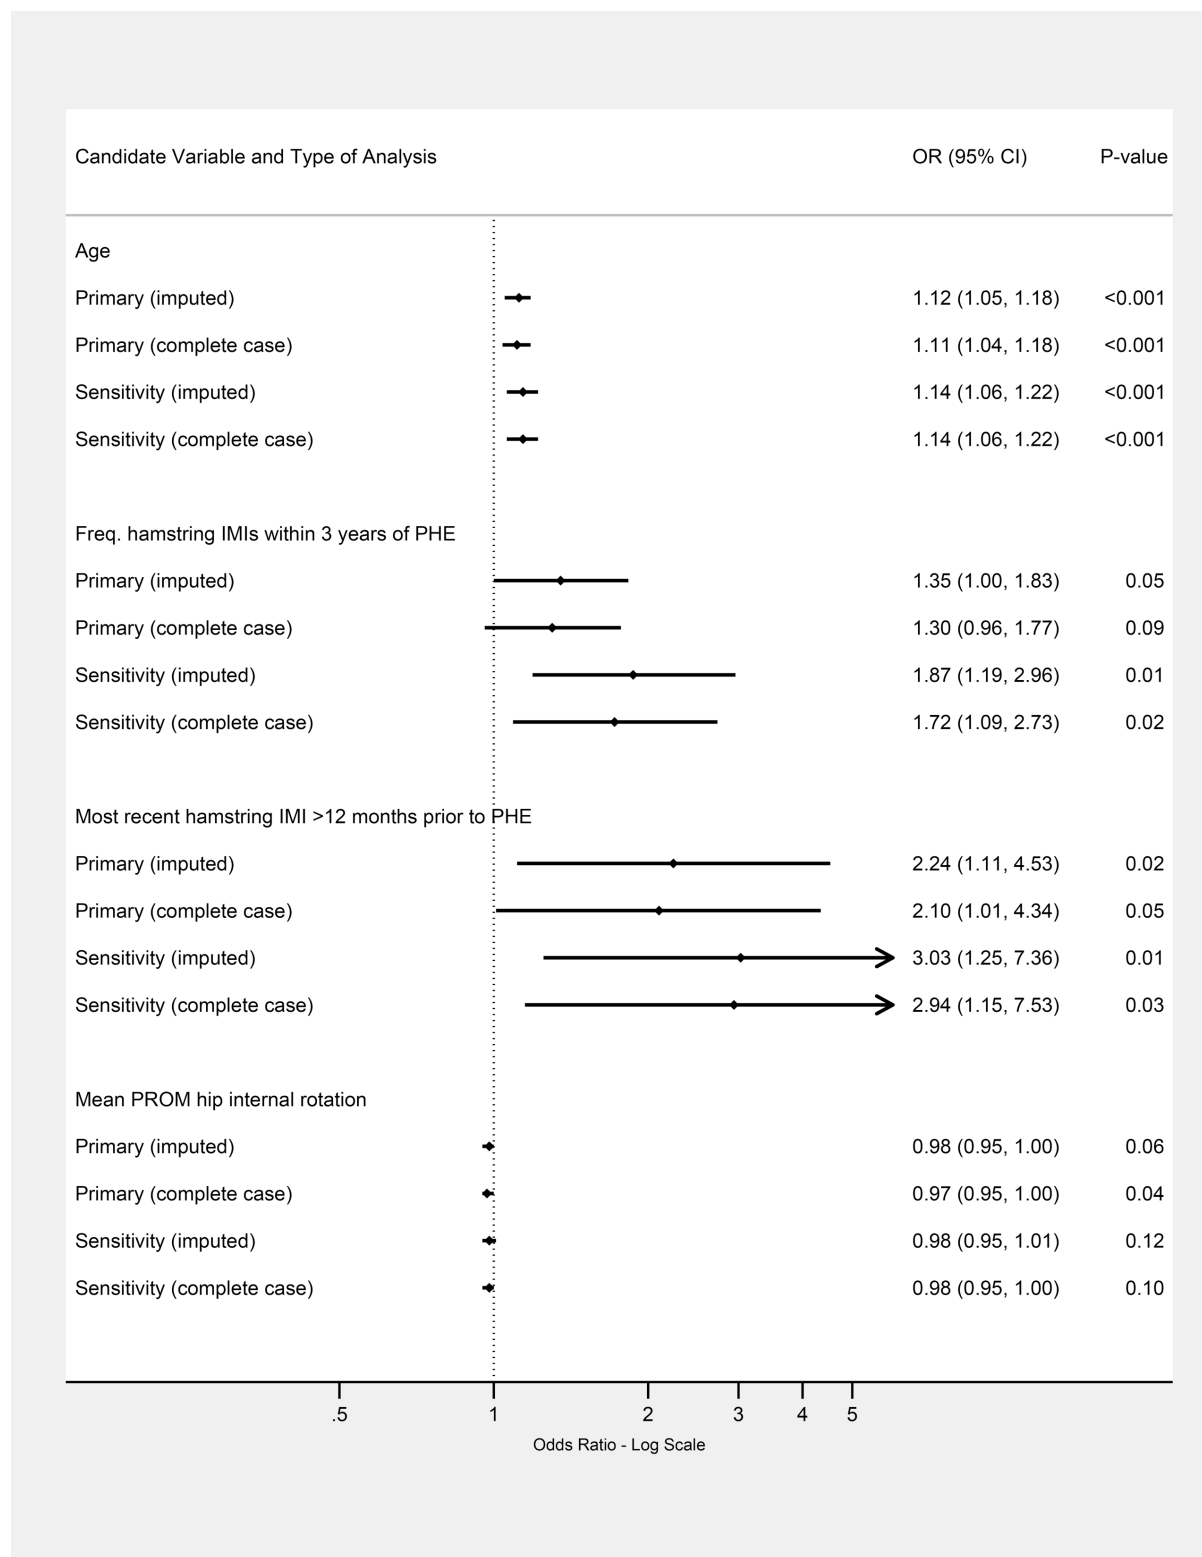 Candidate Variable and Type of Analysis OR (95% CI) P-value
Age
Primary (imputed) 1.12 (1.05, 1.18) <0.001
Primary (complete case) 1.11 (1.04, 1.18) <0.001
Sensitivity (imputed) 1.14 (1.06, 1.22) <0.001
Sensitivity (complete case) 1.14 (1.06, 1.22) <0.001
Freq. hamstring IMIs within 3 years of PHE
Primary (imputed) 1.35 (1.00, 1.83) 0.05
Primary (complete case) 1.30 (0.96, 1.77) 0.09
Sensitivity (imputed) 1.87 (1.19, 2.96) 0.01
Sensitivity (complete case) 1.72 (1.09, 2.73) 0.02
Most recent hamstring IMI >12 months prior to PHE
Primary (imputed) 2.24 (1.11, 4.53) 0.02
Primary (complete case) 2.10 (1.01, 4.34) 0.05
Sensitivity (imputed) 3.03 (1.25, 7.36) 0.01
Sensitivity (complete case) 2.94 (1.15, 7.53) 0.03
Mean PROM hip internal rotation
Primary (imputed) 0.98 (0.95, 1.00) 0.06
Primary (complete case) 0.97 (0.95, 1.00) 0.04
Sensitivity (imputed) 0.98 (0.95, 1.01) 0.12
Sensitivity (complete case) 0.98 (0.95, 1.00) 0.10
.5 1 2 3 4 5
Odds Ratio - Log Scale